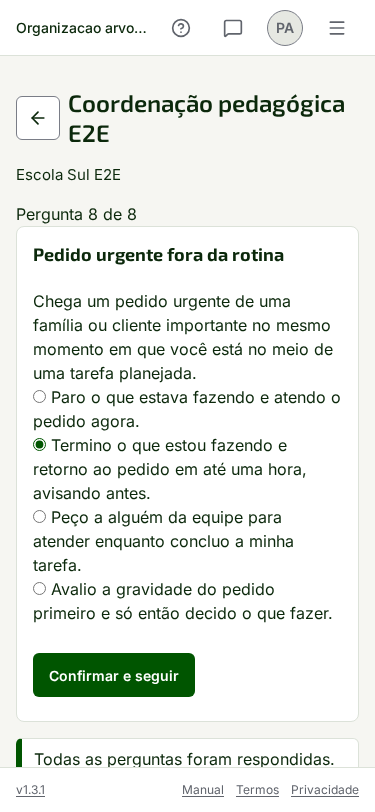 Organizacao arvo...
PA
Coordenação pedagógica
E2E
Escola Sul E2E
Pergunta 8 de 8
Pedido urgente fora da rotina
Chega um pedido urgente de uma
família ou cliente importante no mesmo
momento em que você está no meio de
uma tarefa planejada.
Paro o que estava fazendo e atendo o
pedido agora.
Termino o que estou fazendo e
retorno ao pedido em até uma hora,
avisando antes.
Peço a alguém da equipe para
atender enquanto concluo a minha
tarefa.
Avalio a gravidade do pedido
primeiro e só então decido o que fazer.
Confirmar e seguir
Todas as perguntas foram respondidas.
v1.3.1 Manual Termos Privacidade